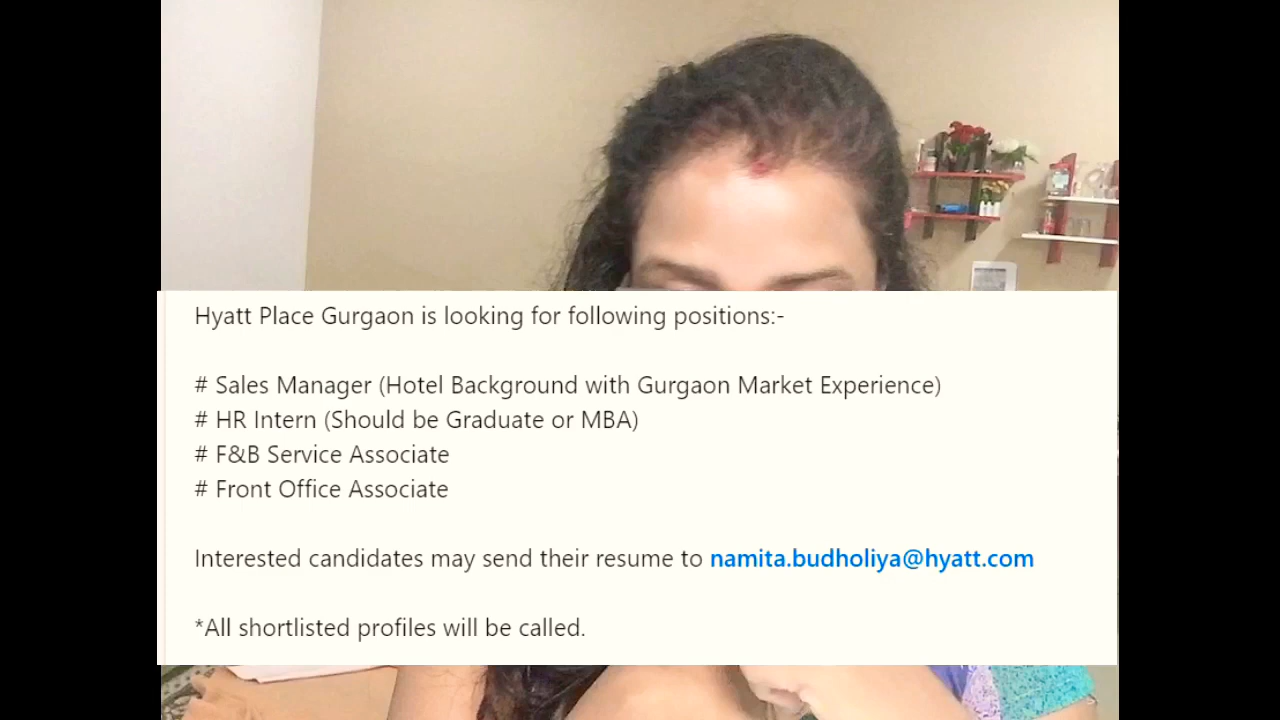 Hyatt Place Gurgaon is looking for following positions:-
# Sales Manager (Hotel Background with Gurgaon Market Experience)
# HR Intern (Should be Graduate or MBA)
# F&B Service Associate
# Front Office Associate
Interested candidates may send their resume to namita.budholiya@hyatt.com
*All shortlisted profiles will be called.